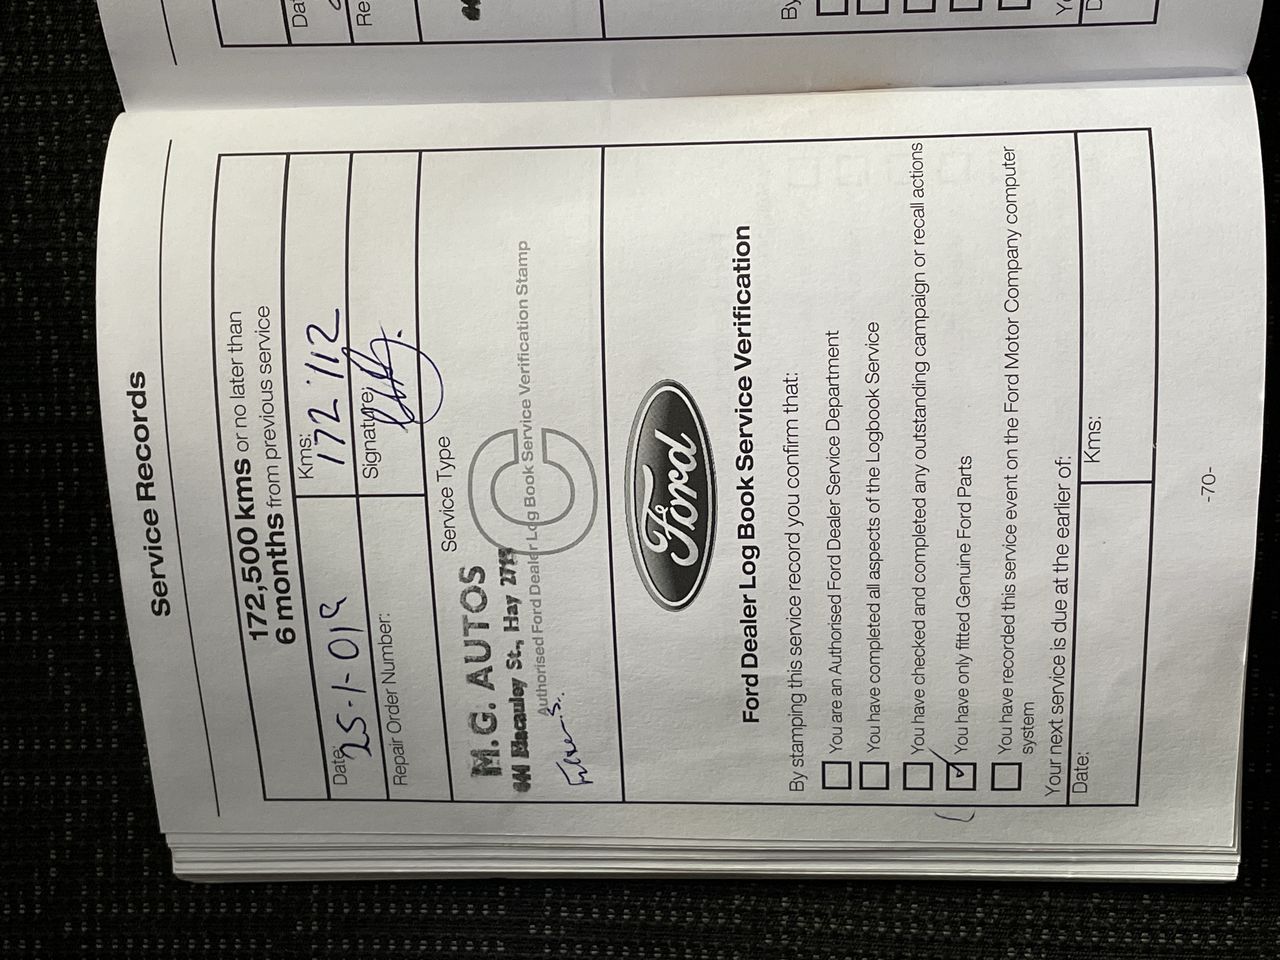 Service Records
172,500 kms or no later than
6 months from previous service
Date: 25-1-019
Kms: 172'112
Repair Order Number:
Signature:
Service Type
C
M.G. AUTOS
Macauley St., Hay 2711
Authorised Ford Dealer Log Book Service Verification Stamp
Ford
Ford Dealer Log Book Service Verification
By stamping this service record you confirm that:
You are an Authorised Ford Dealer Service Department
You have completed all aspects of the Logbook Service
You have checked and completed any outstanding campaign or recall actions
You have only fitted Genuine Ford Parts
You have recorded this service event on the Ford Motor Company computer
system
Your next service is due at the earlier of:
Date:
Kms:
-70-